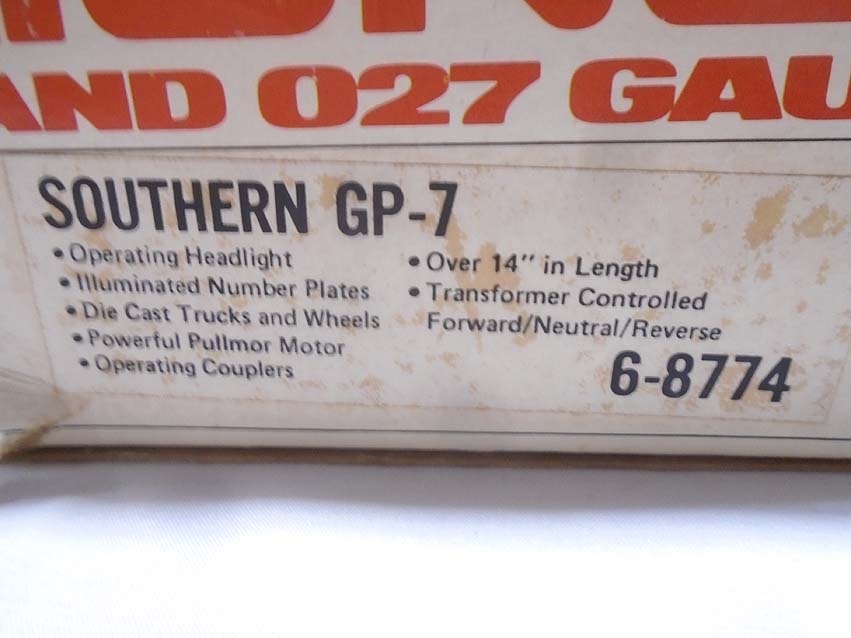 AND 027 GAU
SOUTHERN GP-7
• Operating Headlight
• Illuminated Number Plates
• Die Cast Trucks and Wheels
• Powerful Pullmor Motor
• Operating Couplers
• Over 14" in Length
• Transformer Controlled
Forward/Neutral/Reverse
6-8774